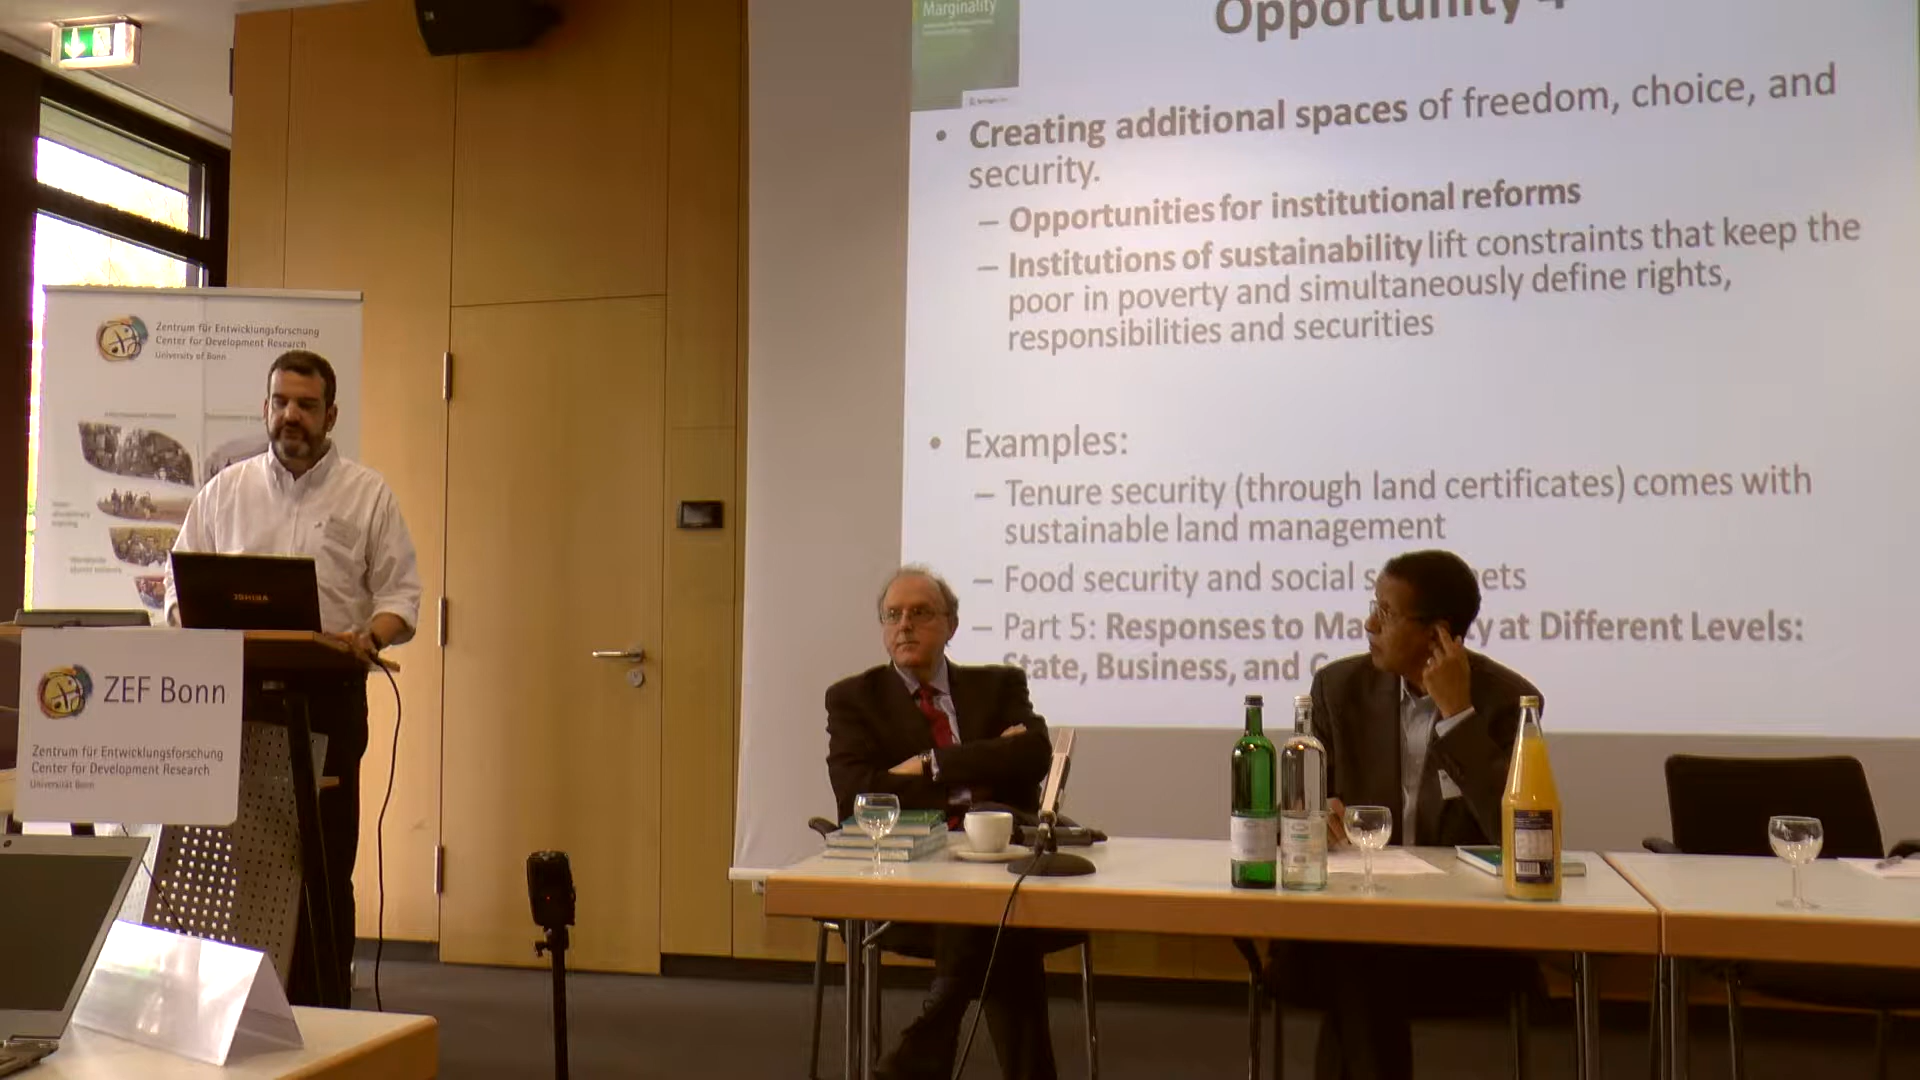 Marginality
Opportunity 4
• Creating additional spaces of freedom, choice, and
security.
– Opportunities for institutional reforms
– Institutions of sustainability lift constraints that keep the
poor in poverty and simultaneously define rights,
responsibilities and securities
• Examples:
– Tenure security (through land certificates) comes with
sustainable land management
– Food security and social s ets
– Part 5: Responses to Ma y at Different Levels:
State, Business, and
Zentrum für Entwicklungsforschung
Center for Development Research
University of Bonn
TOSHIBA
ZEF Bonn
Zentrum für Entwicklungsforschung
Center for Development Research
Universität Bonn